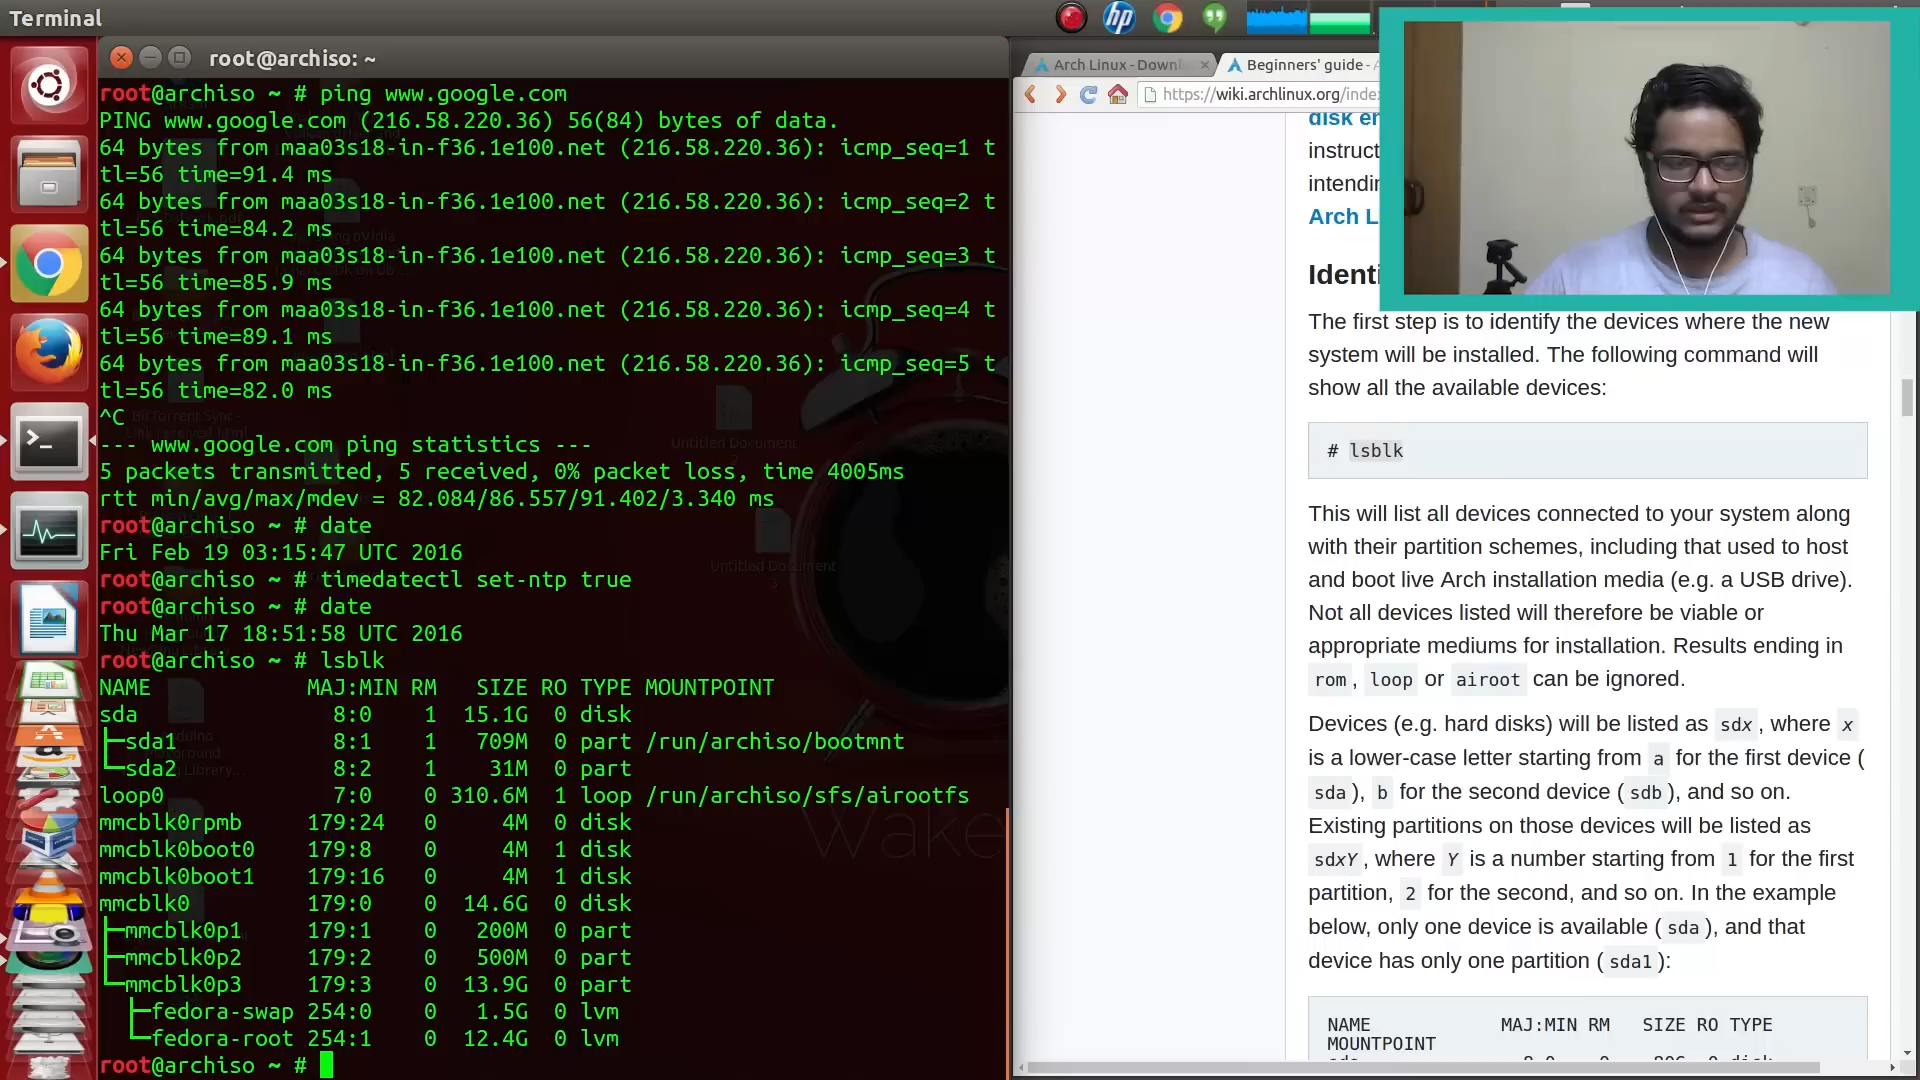 Terminal
root@archiso: ~
root@archiso ~ # ping www.google.com
PING www.google.com (216.58.220.36) 56(84) bytes of data.
64 bytes from maa03s18-in-f36.1e100.net (216.58.220.36): icmp_seq=1 t
tl=56 time=91.4 ms
64 bytes from maa03s18-in-f36.1e100.net (216.58.220.36): icmp_seq=2 t
tl=56 time=84.2 ms
64 bytes from maa03s18-in-f36.1e100.net (216.58.220.36): icmp_seq=3 t
tl=56 time=85.9 ms
64 bytes from maa03s18-in-f36.1e100.net (216.58.220.36): icmp_seq=4 t
tl=56 time=89.1 ms
64 bytes from maa03s18-in-f36.1e100.net (216.58.220.36): icmp_seq=5 t
tl=56 time=82.0 ms
^C
--- www.google.com ping statistics ---
5 packets transmitted, 5 received, 0% packet loss, time 4005ms
rtt min/avg/max/mdev = 82.084/86.557/91.402/3.340 ms
root@archiso ~ # date
Fri Feb 19 03:15:47 UTC 2016
root@archiso ~ # timedatectl set-ntp true
root@archiso ~ # date
Thu Mar 17 18:51:58 UTC 2016
root@archiso ~ # lsblk
NAME MAJ:MIN RM SIZE RO TYPE MOUNTPOINT
sda 8:0 1 15.1G 0 disk
├─sda1 8:1 1 709M 0 part /run/archiso/bootmnt
└─sda2 8:2 1 31M 0 part
loop0 7:0 0 310.6M 1 loop /run/archiso/sfs/airootfs
mmcblk0rpmb 179:24 0 4M 0 disk
mmcblk0boot0 179:8 0 4M 1 disk
mmcblk0boot1 179:16 0 4M 1 disk
mmcblk0 179:0 0 14.6G 0 disk
├─mmcblk0p1 179:1 0 200M 0 part
├─mmcblk0p2 179:2 0 500M 0 part
└─mmcblk0p3 179:3 0 13.9G 0 part
├─fedora-swap 254:0 0 1.5G 0 lvm
└─fedora-root 254:1 0 12.4G 0 lvm
root@archiso ~ #
Untitled Document
Untitled Document
3
Wake
hp
Arch Linux - Downl
Beginners' guide -
https://wiki.archlinux.org/inde
disk en
instruct
intendin
Arch L
Identi
The first step is to identify the devices where the new
system will be installed. The following command will
show all the available devices:
# lsblk
This will list all devices connected to your system along
with their partition schemes, including that used to host
and boot live Arch installation media (e.g. a USB drive).
Not all devices listed will therefore be viable or
appropriate mediums for installation. Results ending in
rom, loop or airoot can be ignored.
Devices (e.g. hard disks) will be listed as sdx, where x
is a lower-case letter starting from a for the first device (
sda), b for the second device (sdb), and so on.
Existing partitions on those devices will be listed as
sdxY, where Y is a number starting from 1 for the first
partition, 2 for the second, and so on. In the example
below, only one device is available (sda), and that
device has only one partition (sda1):
NAME MAJ:MIN RM SIZE RO TYPE
MOUNTPOINT